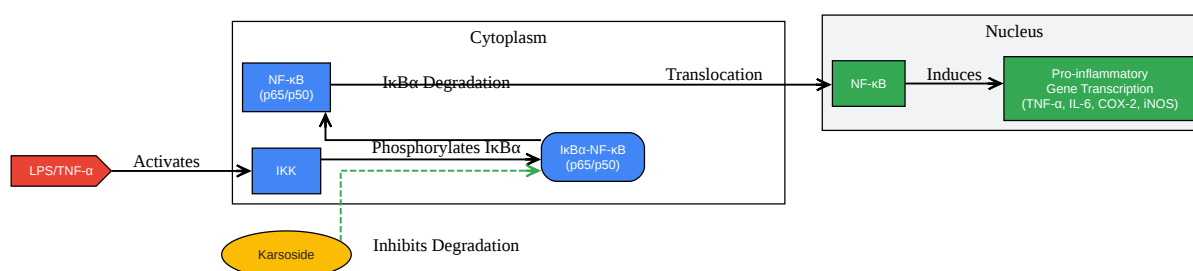 Cytoplasm
Nucleus
NF-κB
(p65/p50)
IκBα Degradation
Translocation
NF-κB
Induces
Pro-inflammatory
Gene Transcription
(TNF-α, IL-6, COX-2, iNOS)
LPS/TNF-α
Activates
IKK
Phosphorylates IκBα
IκBα-NF-κB
(p65/p50)
Karsoside
Inhibits Degradation